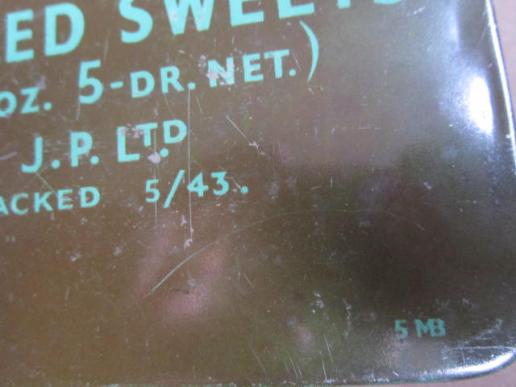 ED SWEETS
OZ. 5-DR. NET.)
J.P. LTD
ACKED 5/43.
5 MB